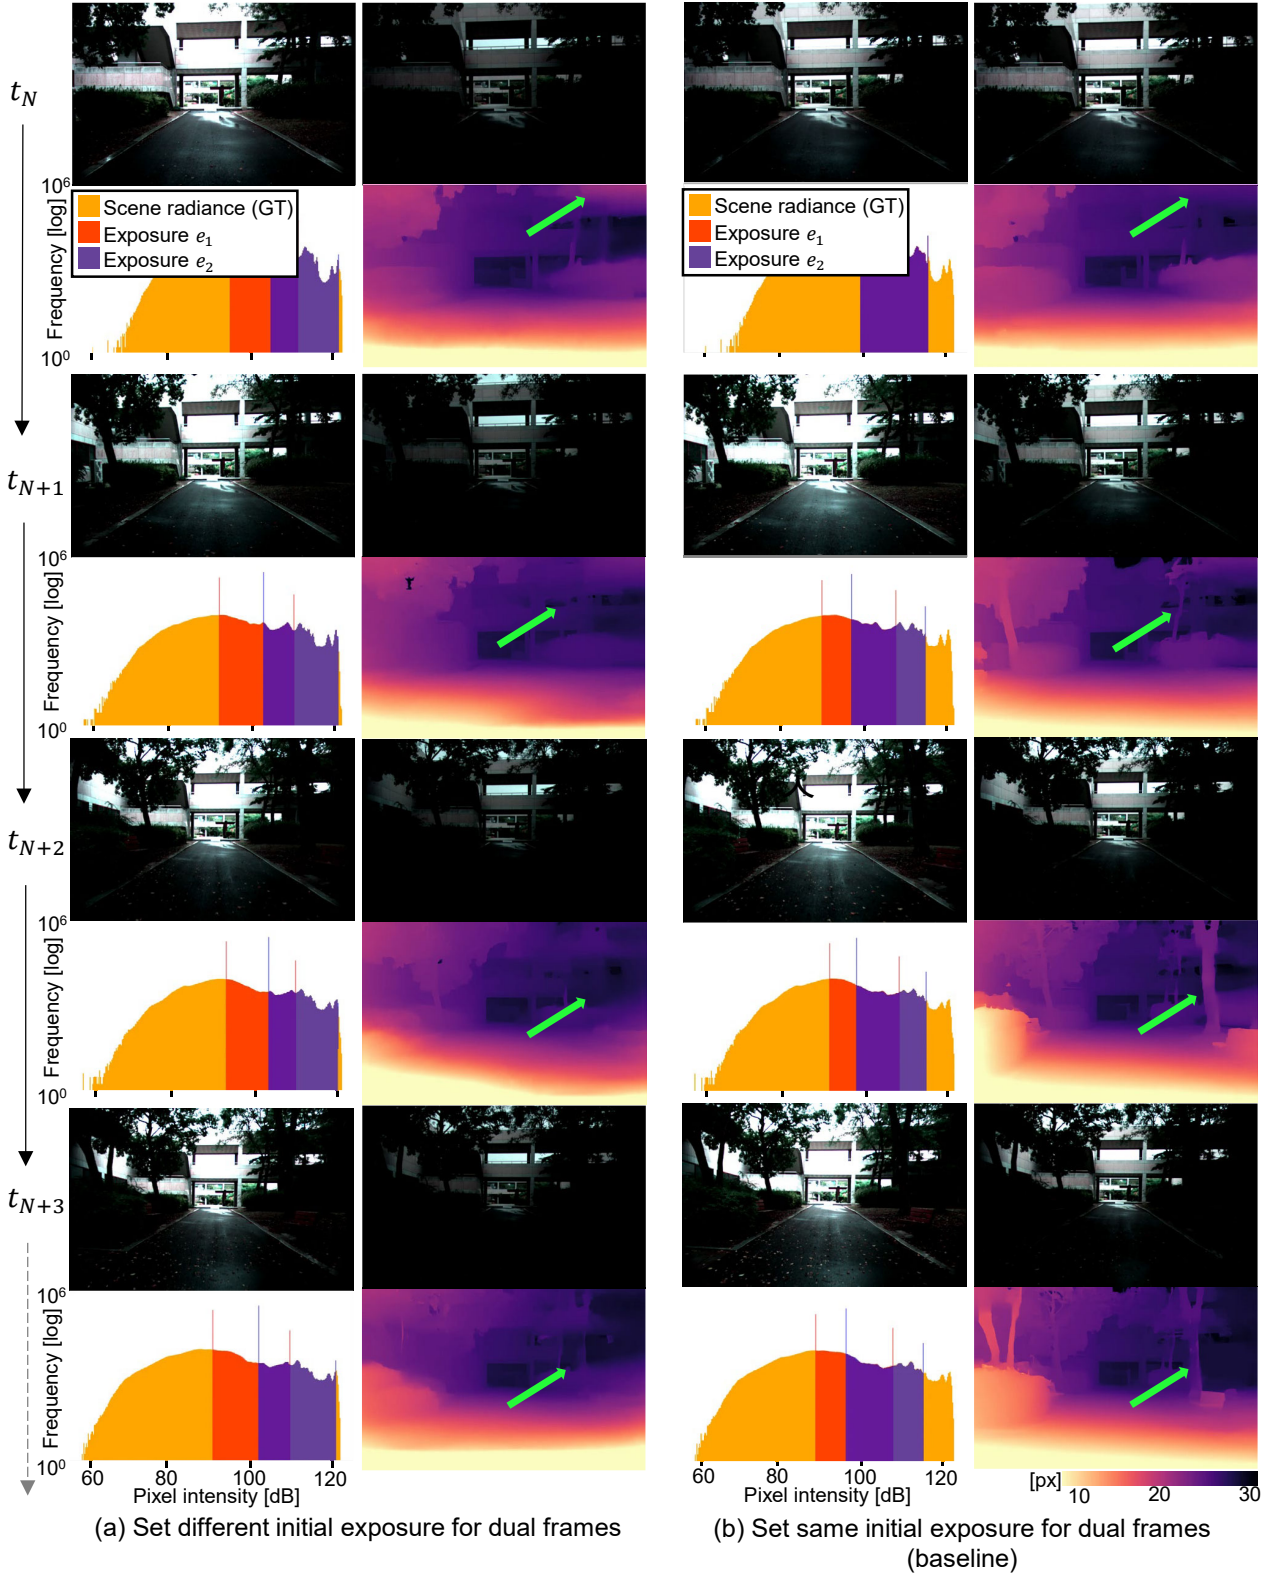 t_N
10^6
Frequency [log]
10^0
Scene radiance (GT)
Exposure e_1
Exposure e_2
Scene radiance (GT)
Exposure e_1
Exposure e_2
t_{N+1}
10^6
Frequency [log]
10^0
t_{N+2}
10^6
Frequency [log]
10^0
t_{N+3}
10^6
Frequency [log]
10^0
60 80 100 120
Pixel intensity [dB]
60 80 100 120
Pixel intensity [dB]
[px] 10 20 30
(a) Set different initial exposure for dual frames
(b) Set same initial exposure for dual frames
(baseline)